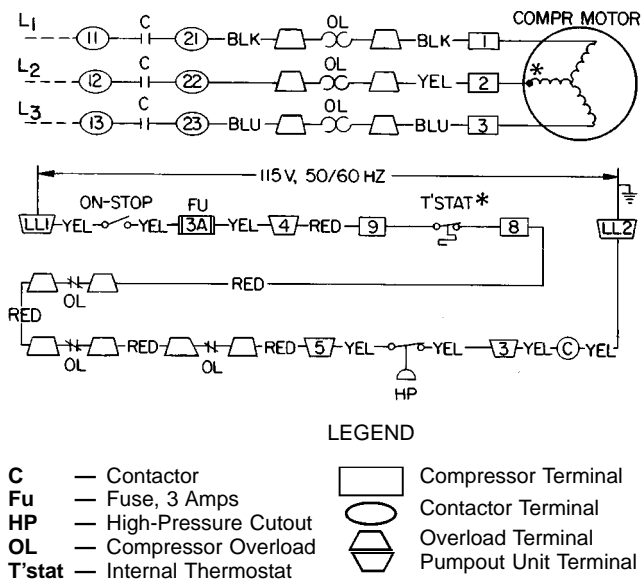 L1 11 C 21 BLK OL BLK 1 COMPR MOTOR
L2 12 C 22 OL YEL 2 *
L3 13 C 23 BLU OL BLU 3
115V, 50/60 HZ
LL1 YEL ON-STOP YEL FU 3A YEL 4 RED 9 T'STAT* 8 LL2
OL RED
RED
OL RED OL RED 5 YEL HP YEL 3 YEL C YEL
LEGEND
C — Contactor
Fu — Fuse, 3 Amps
HP — High-Pressure Cutout
OL — Compressor Overload
T'stat — Internal Thermostat
Compressor Terminal
Contactor Terminal
Overload Terminal
Pumpout Unit Terminal